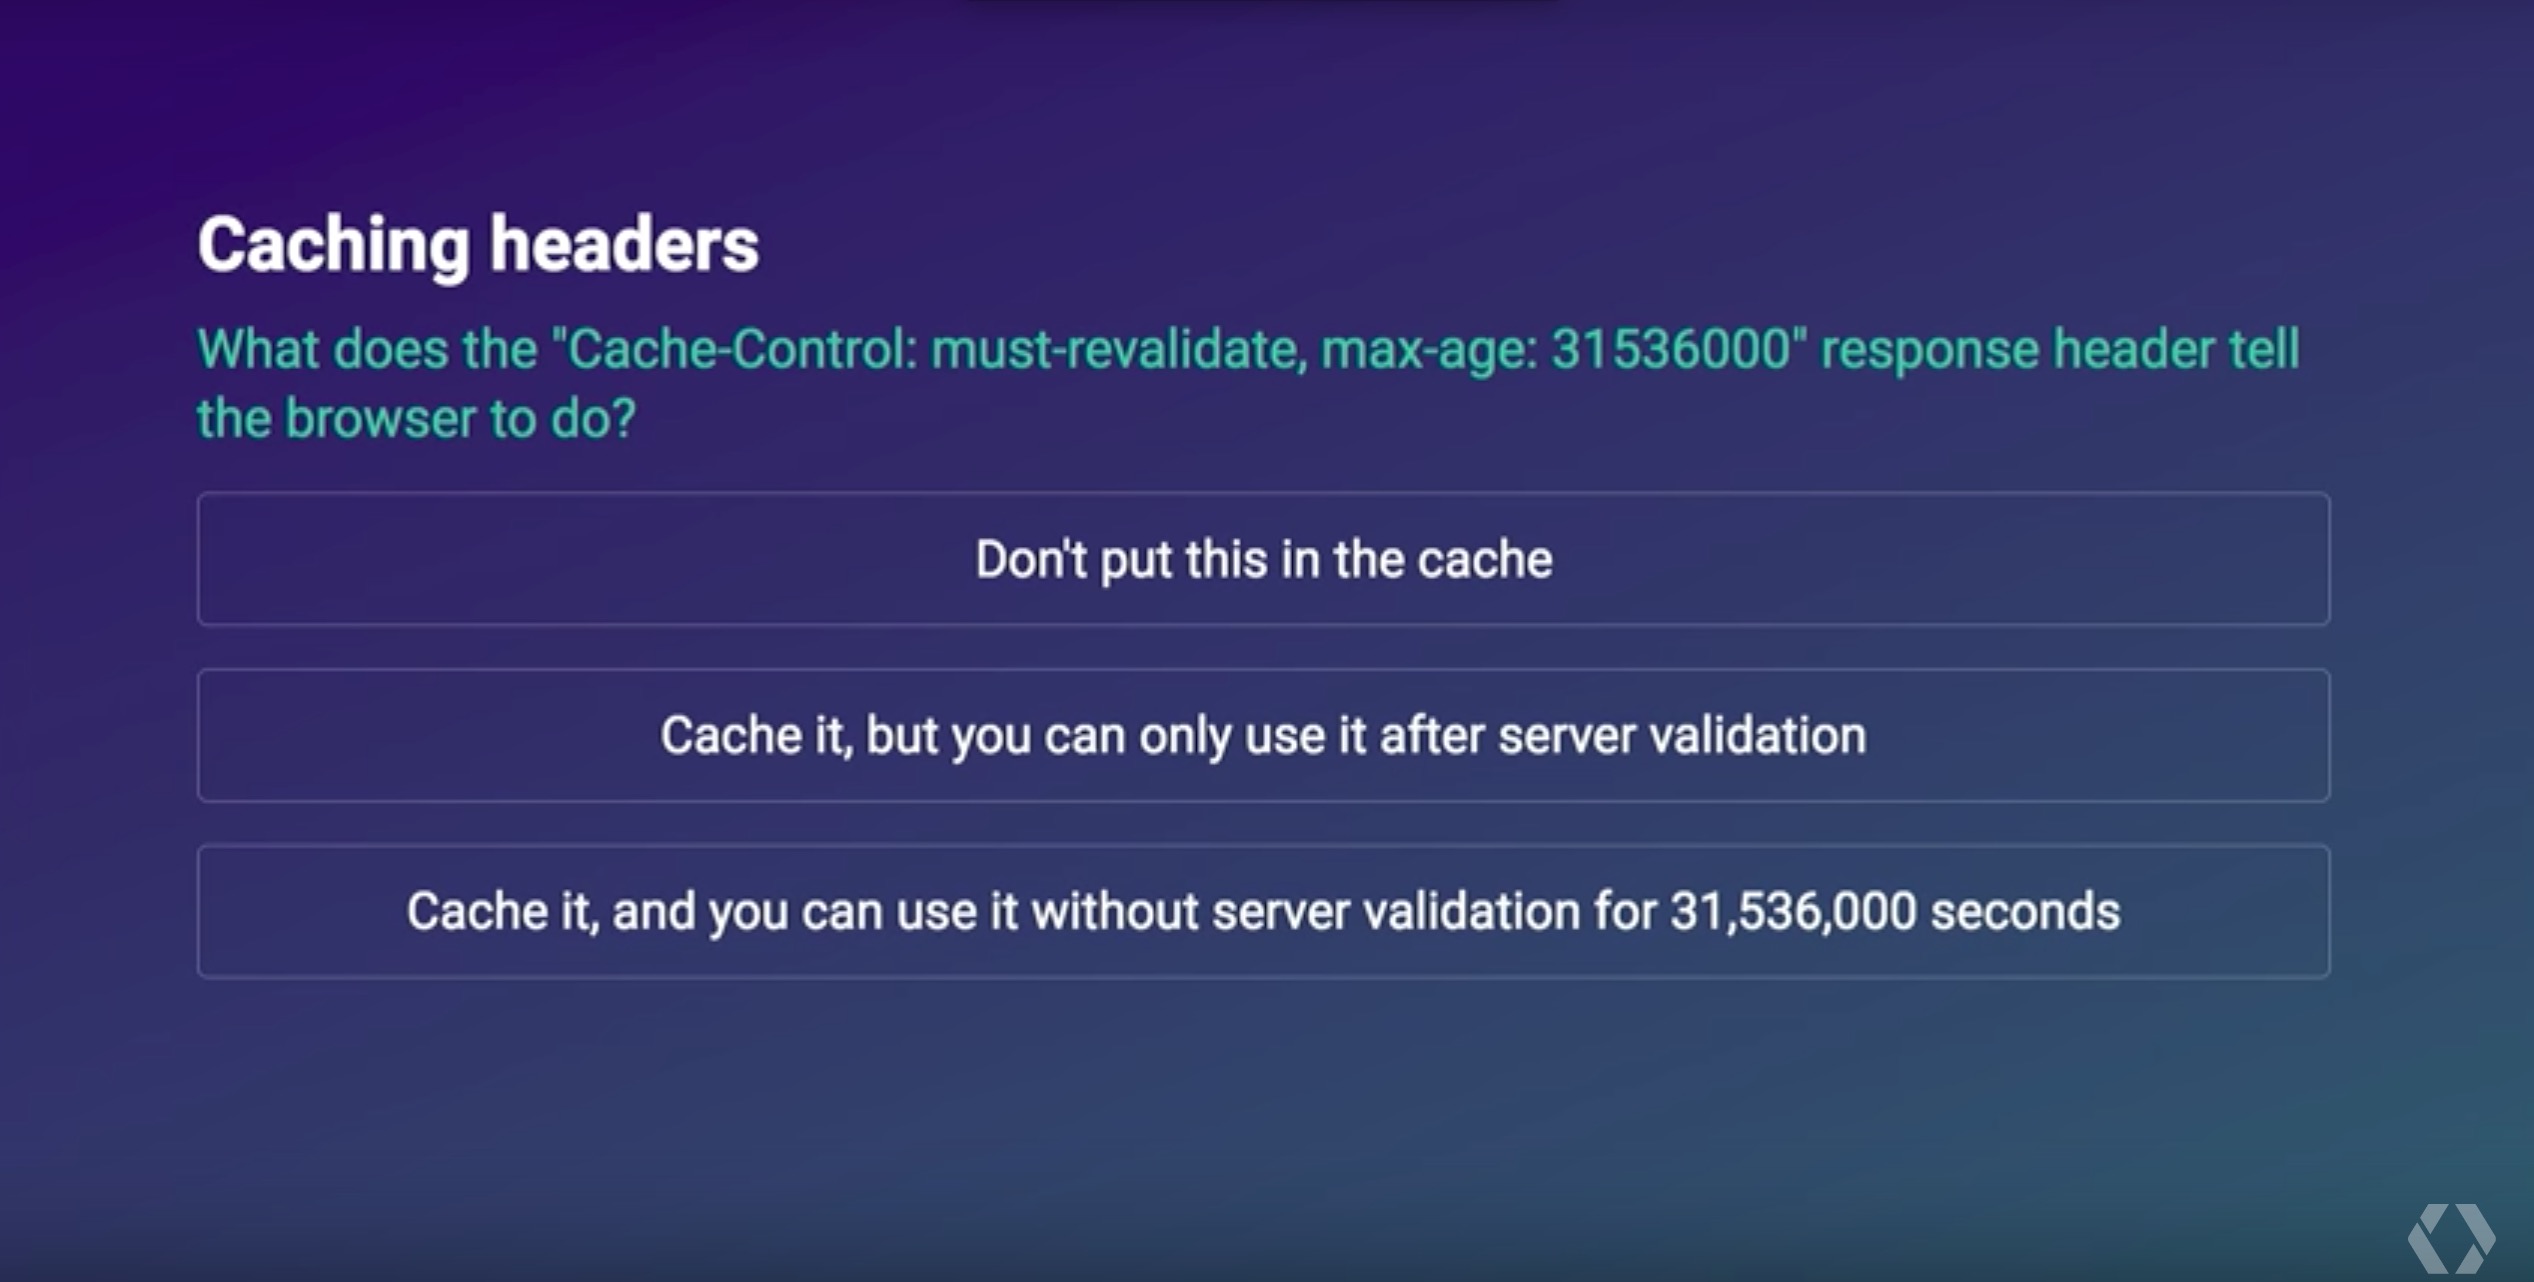 Caching headers
What does the "Cache-Control: must-revalidate, max-age: 31536000" response header tell
the browser to do?
Don't put this in the cache
Cache it, but you can only use it after server validation
Cache it, and you can use it without server validation for 31,536,000 seconds